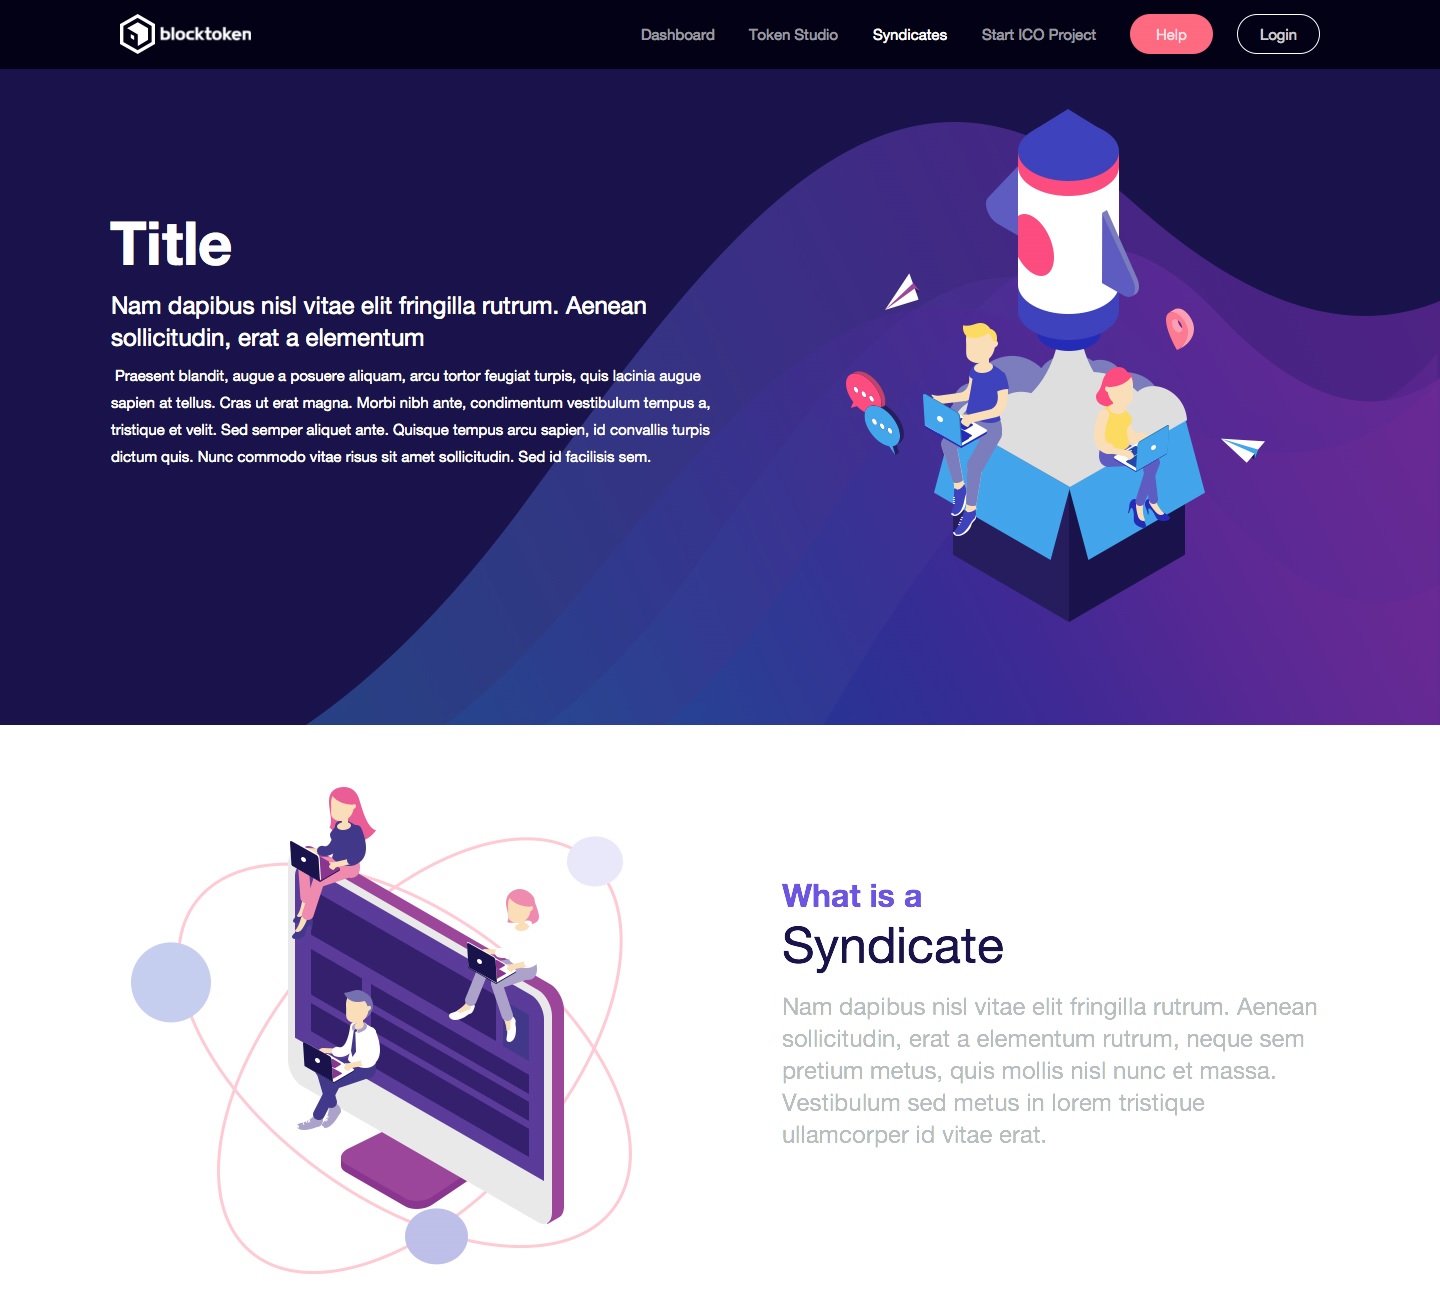 blocktoken
Dashboard
Token Studio
Syndicates
Start ICO Project
Help
Login
Title
Nam dapibus nisl vitae elit fringilla rutrum. Aenean
sollicitudin, erat a elementum
Praesent blandit, augue a posuere aliquam, arcu tortor feugiat turpis, quis lacinia augue
sapien at tellus. Cras ut erat magna. Morbi nibh ante, condimentum vestibulum tempus a,
tristique et velit. Sed semper aliquet ante. Quisque tempus arcu sapien, id convallis turpis
dictum quis. Nunc commodo vitae risus sit amet sollicitudin. Sed id facilisis sem.
What is a
Syndicate
Nam dapibus nisl vitae elit fringilla rutrum. Aenean
sollicitudin, erat a elementum rutrum, neque sem
pretium metus, quis mollis nisl nunc et massa.
Vestibulum sed metus in lorem tristique
ullamcorper id vitae erat.